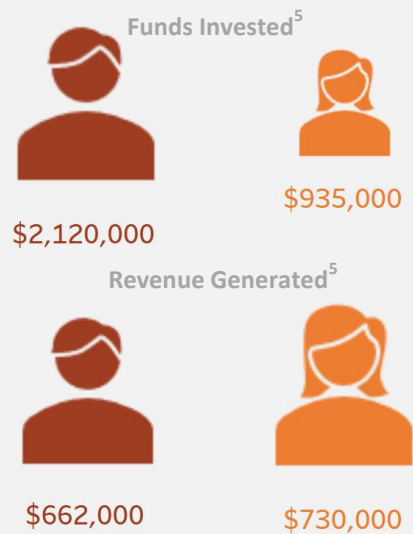 Funds Invested5
$2,120,000
$935,000
Revenue Generated5
$662,000
$730,000